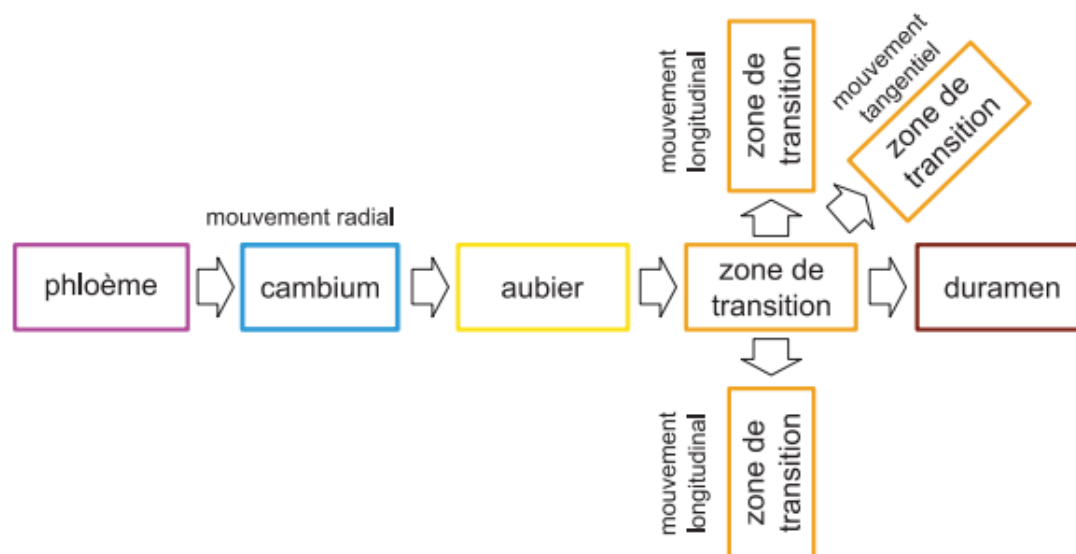 mouvement
longitudinal
zone de
transition
mouvement
tangentiel
zone de
transition
mouvement radial
phloème
cambium
aubier
zone de
transition
duramen
mouvement
longitudinal
zone de
transition